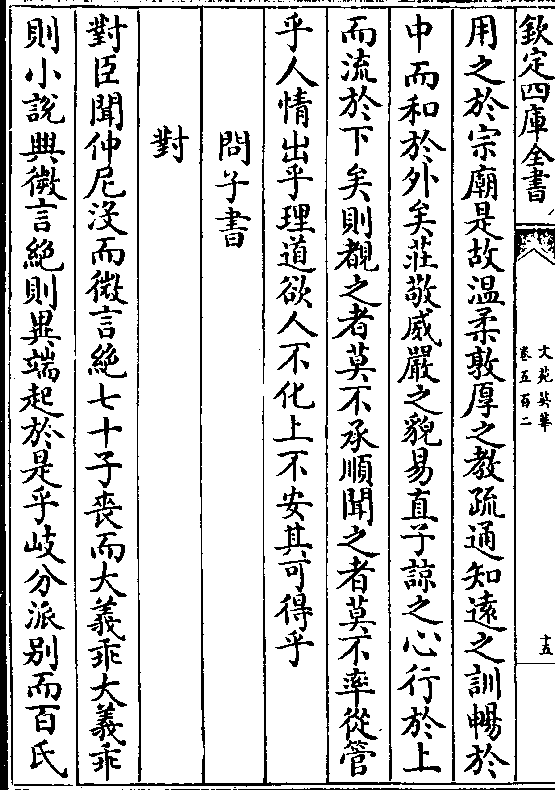 欽定四庫全書
文苑英華
卷五百二
十五
用之於宗廟是故温柔敦厚之教疏通知遠之訓暢於
中而和於外矣莊敬威嚴之貌易直子諒之心行於上
而流於下矣則覩之者莫不承順聞之者莫不率從管
乎人情出乎理道欲人不化上不安其可得乎
問子書
對
對臣聞仲尼沒而微言絶七十子喪而大義乖大義乖
則小說興微言絶則異端起於是乎岐分派别而百氏